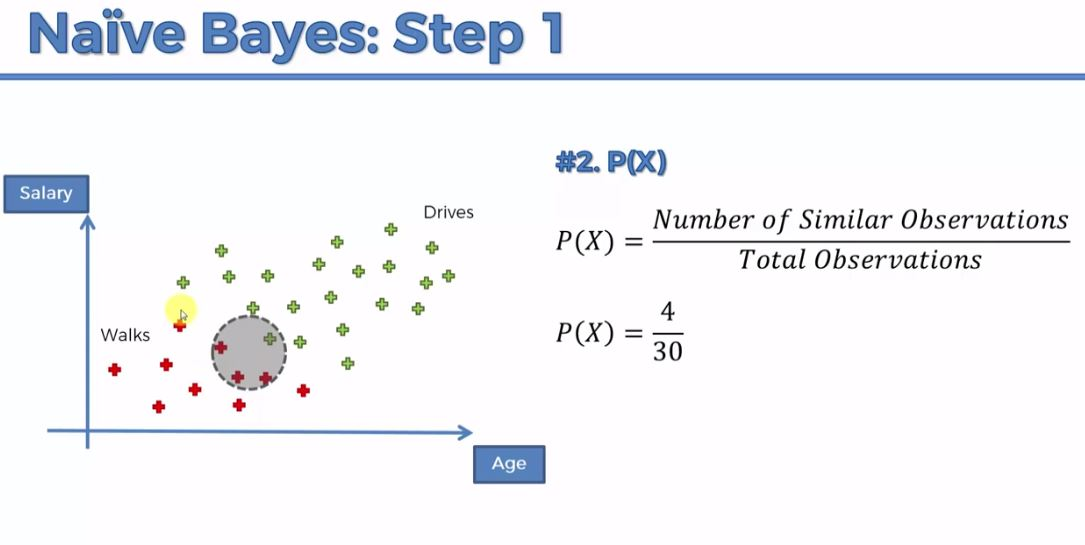 Naïve Bayes: Step 1
#2. P(X)
Salary
Drives
P(X) = Number of Similar Observations
Total Observations
Walks
P(X) = 4
30
Age